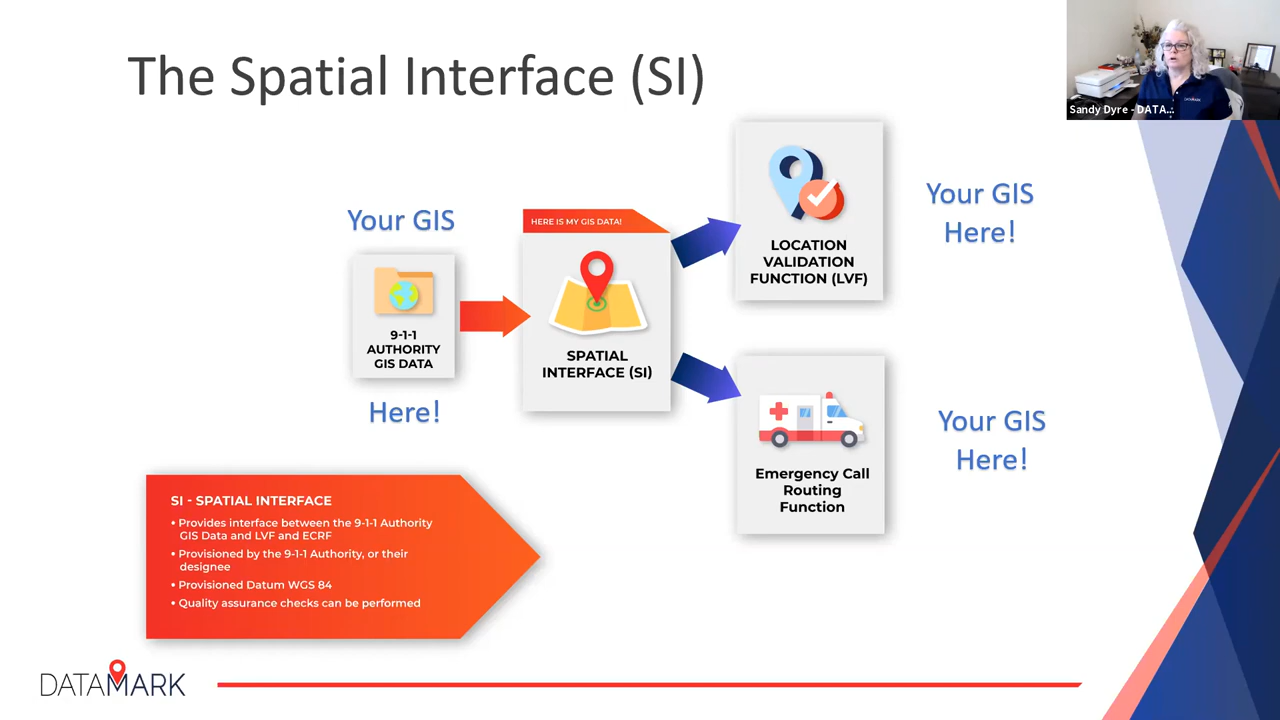 The Spatial Interface (SI)
Sandy Dyre - DATA...
DATAMARK
Your GIS
9-1-1
AUTHORITY
GIS DATA
Here!
HERE IS MY GIS DATA!
SPATIAL
INTERFACE (SI)
LOCATION
VALIDATION
FUNCTION (LVF)
Your GIS
Here!
Emergency Call
Routing
Function
Your GIS
Here!
SI - SPATIAL INTERFACE
• Provides interface between the 9-1-1 Authority
GIS Data and LVF and ECRF
• Provisioned by the 9-1-1 Authority, or their
designee
• Provisioned Datum WGS 84
• Quality assurance checks can be performed
DATAMARK